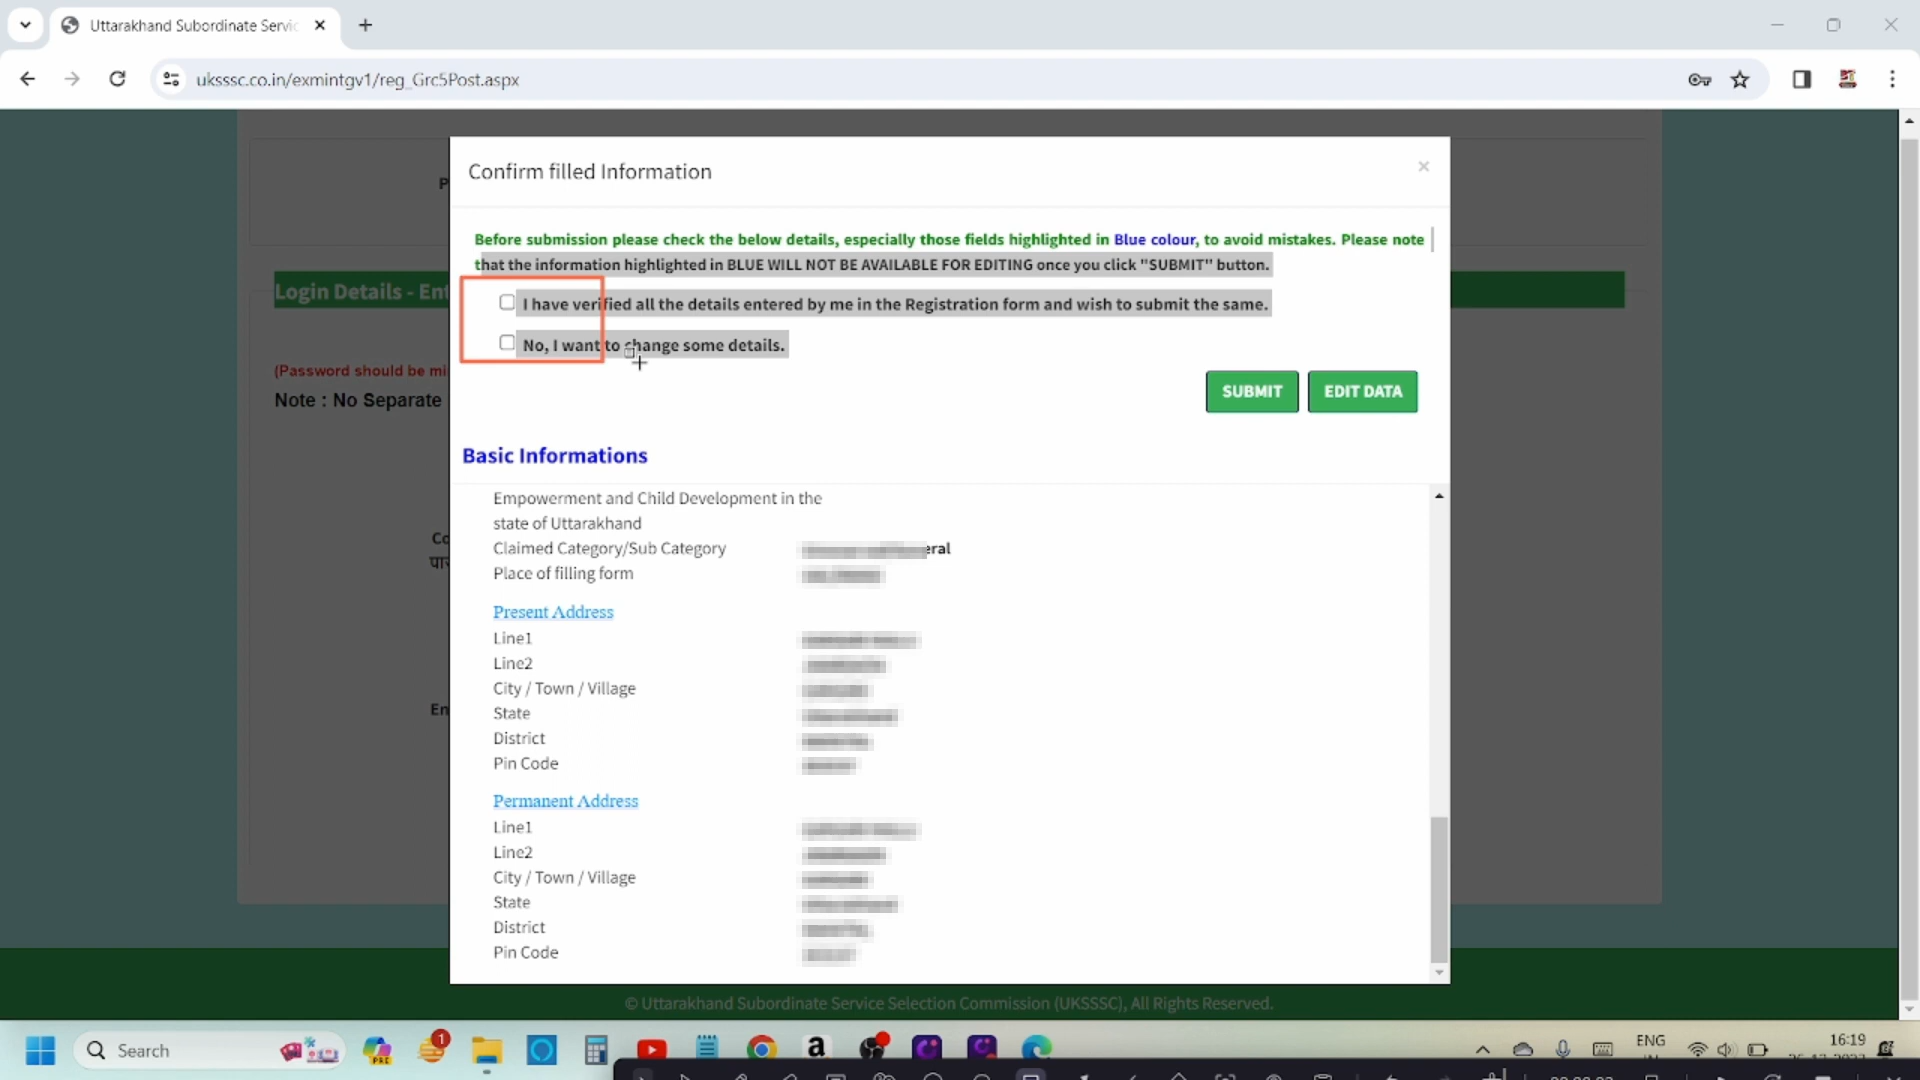 Uttarakhand Subordinate Servic
uksssc.co.in/exmintgv1/reg_Grc5Post.aspx
P
Confirm filled Information
×
Before submission please check the below details, especially those fields highlighted in Blue colour, to avoid mistakes. Please note
that the information highlighted in BLUE WILL NOT BE AVAILABLE FOR EDITING once you click "SUBMIT" button.
Login Details - Ent
I have verified all the details entered by me in the Registration form and wish to submit the same.
No, I want to change some details.
(Password should be mi
Note : No Separate
SUBMIT
EDIT DATA
Basic Informations
Empowerment and Child Development in the
state of Uttarakhand
Co
Claimed Category/Sub Category
eral
पार
Place of filling form
Present Address
Line1
Line2
City / Town / Village
En
State
District
Pin Code
Permanent Address
Line1
Line2
City / Town / Village
State
District
Pin Code
© Uttarakhand Subordinate Service Selection Commission (UKSSSC), All Rights Reserved.
Search
PRE
1
a
ENG
16:19